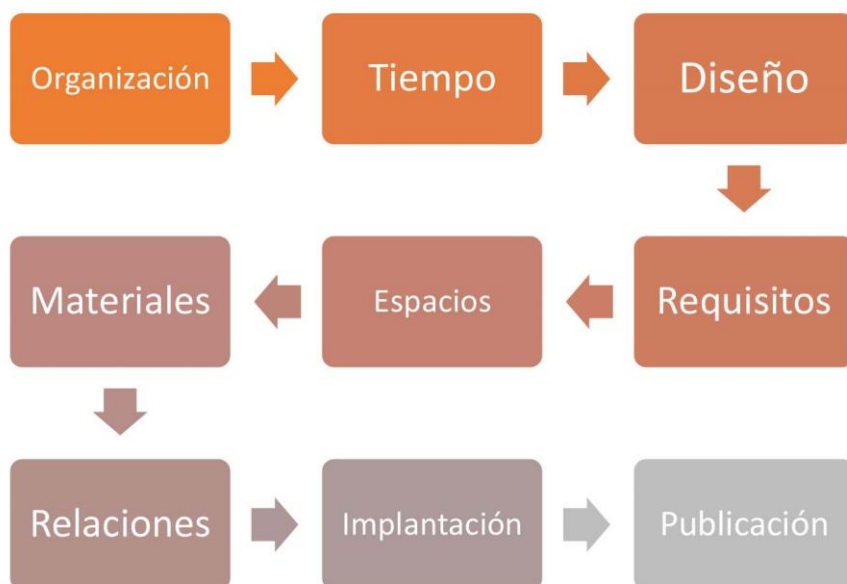 Organización
Tiempo
Diseño
Requisitos
Espacios
Materiales
Relaciones
Implantación
Publicación